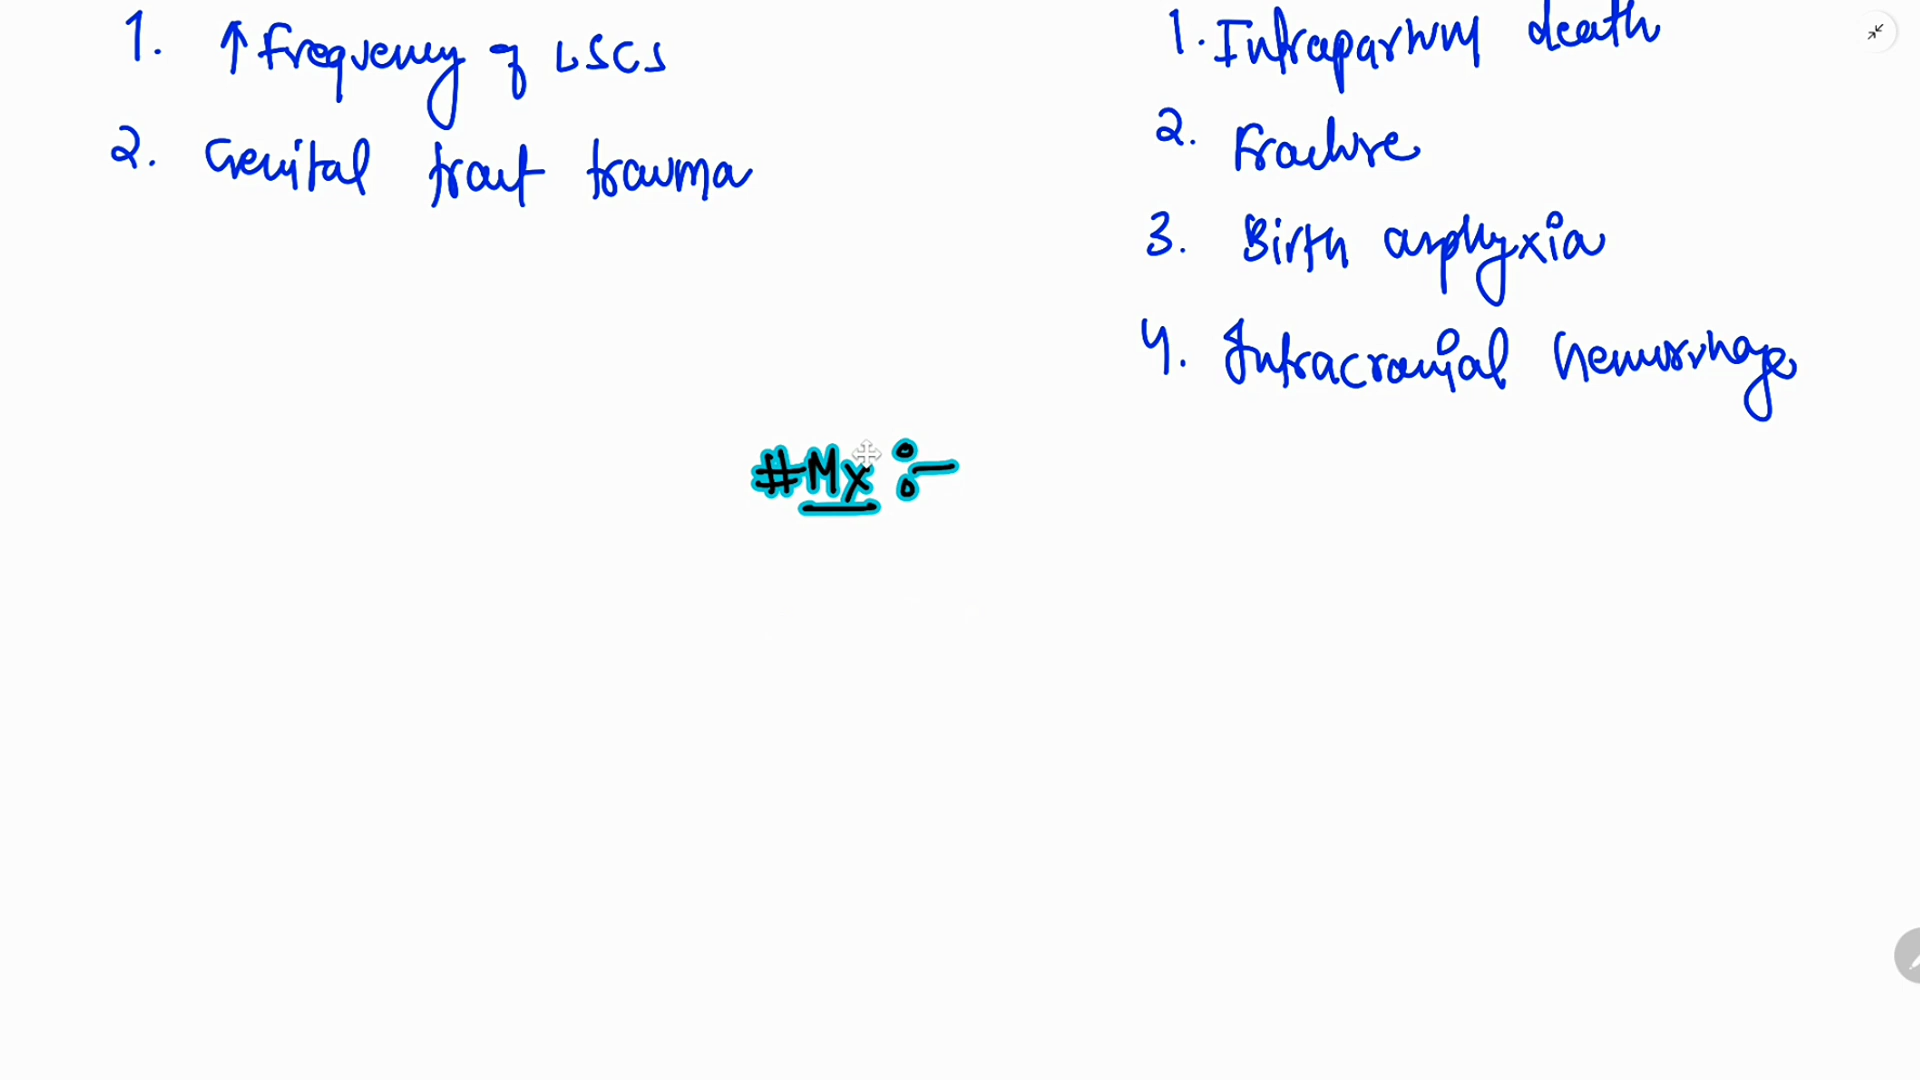 1. ↑ frequency of LSCS
2. Genital tract trauma
1. Intrapartum death
2. Fracture
3. Birth asphyxia
4. Intracranial hemorrhage
#Mx :-